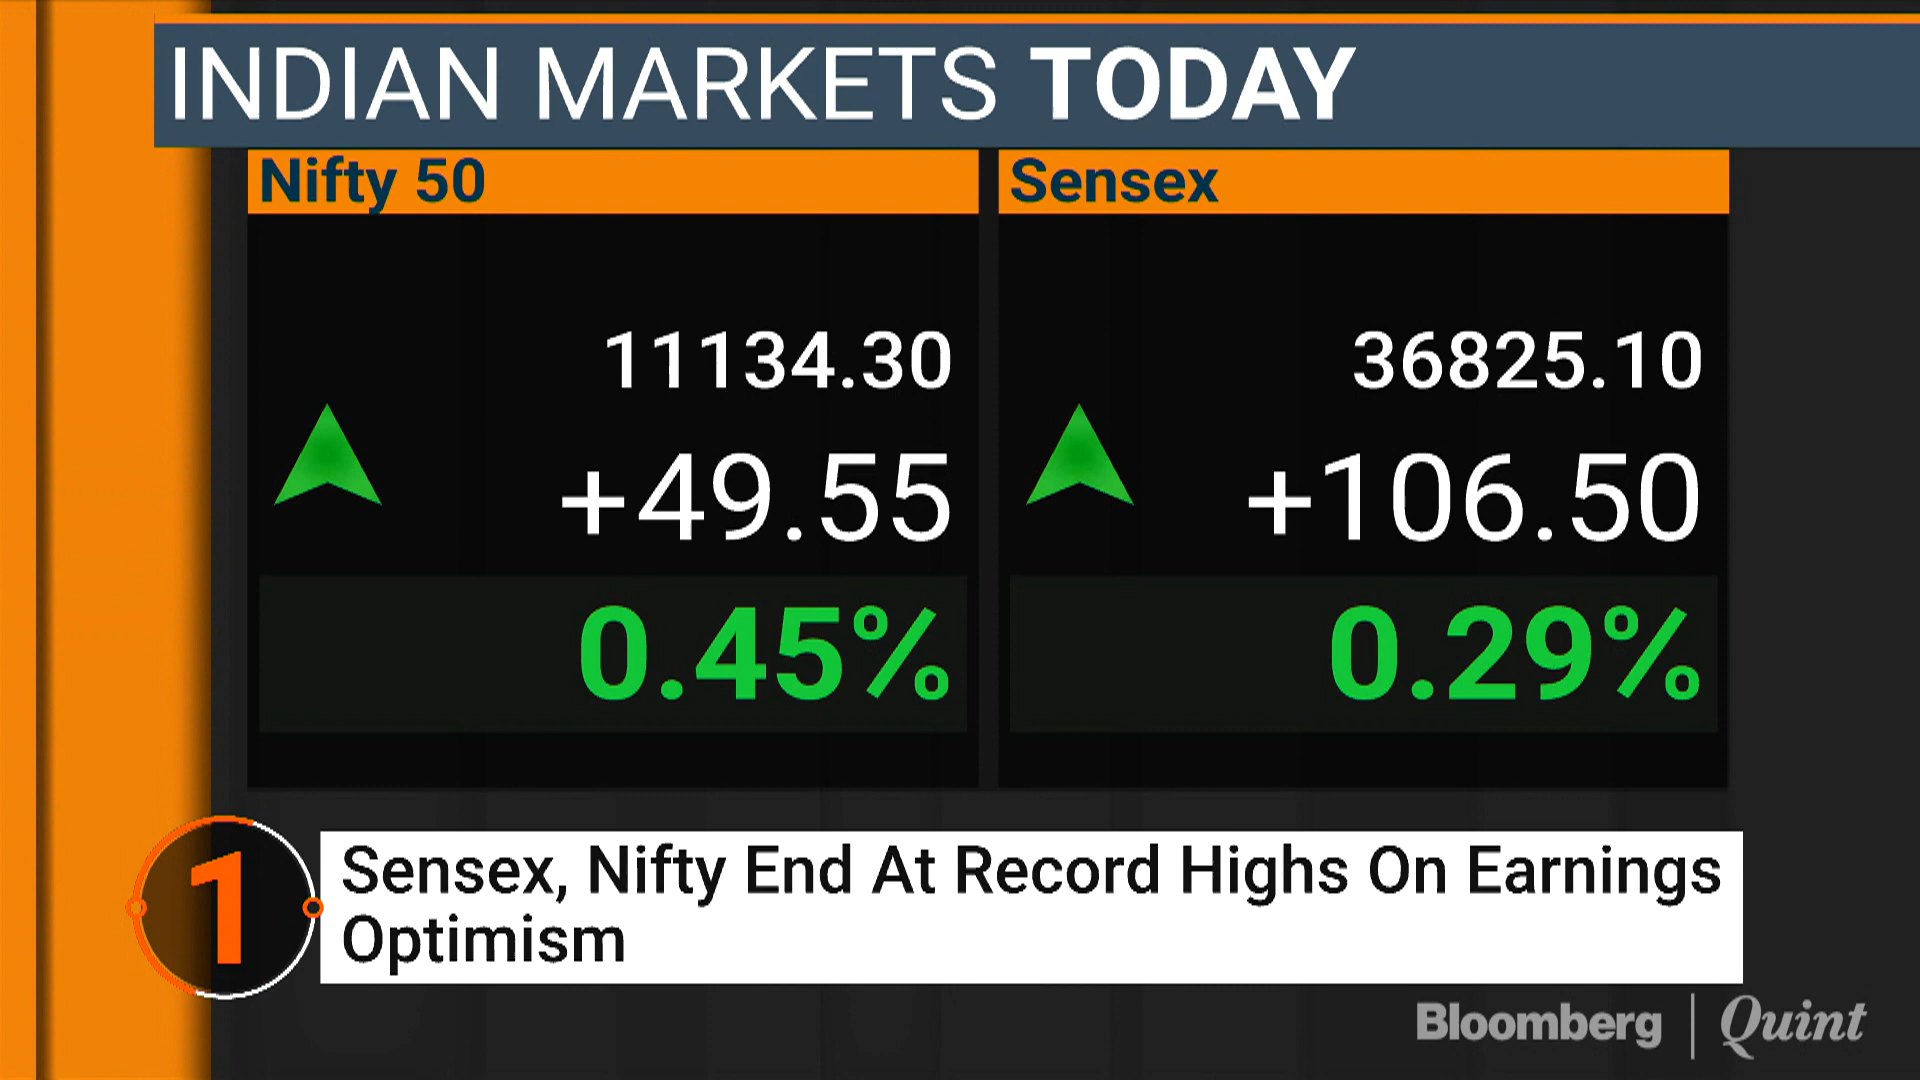 INDIAN MARKETS TODAY
Nifty 50
11134.30
+49.55
0.45%
Sensex
36825.10
+106.50
0.29%
1
Sensex, Nifty End At Record Highs On Earnings
Optimism
Bloomberg | Quint